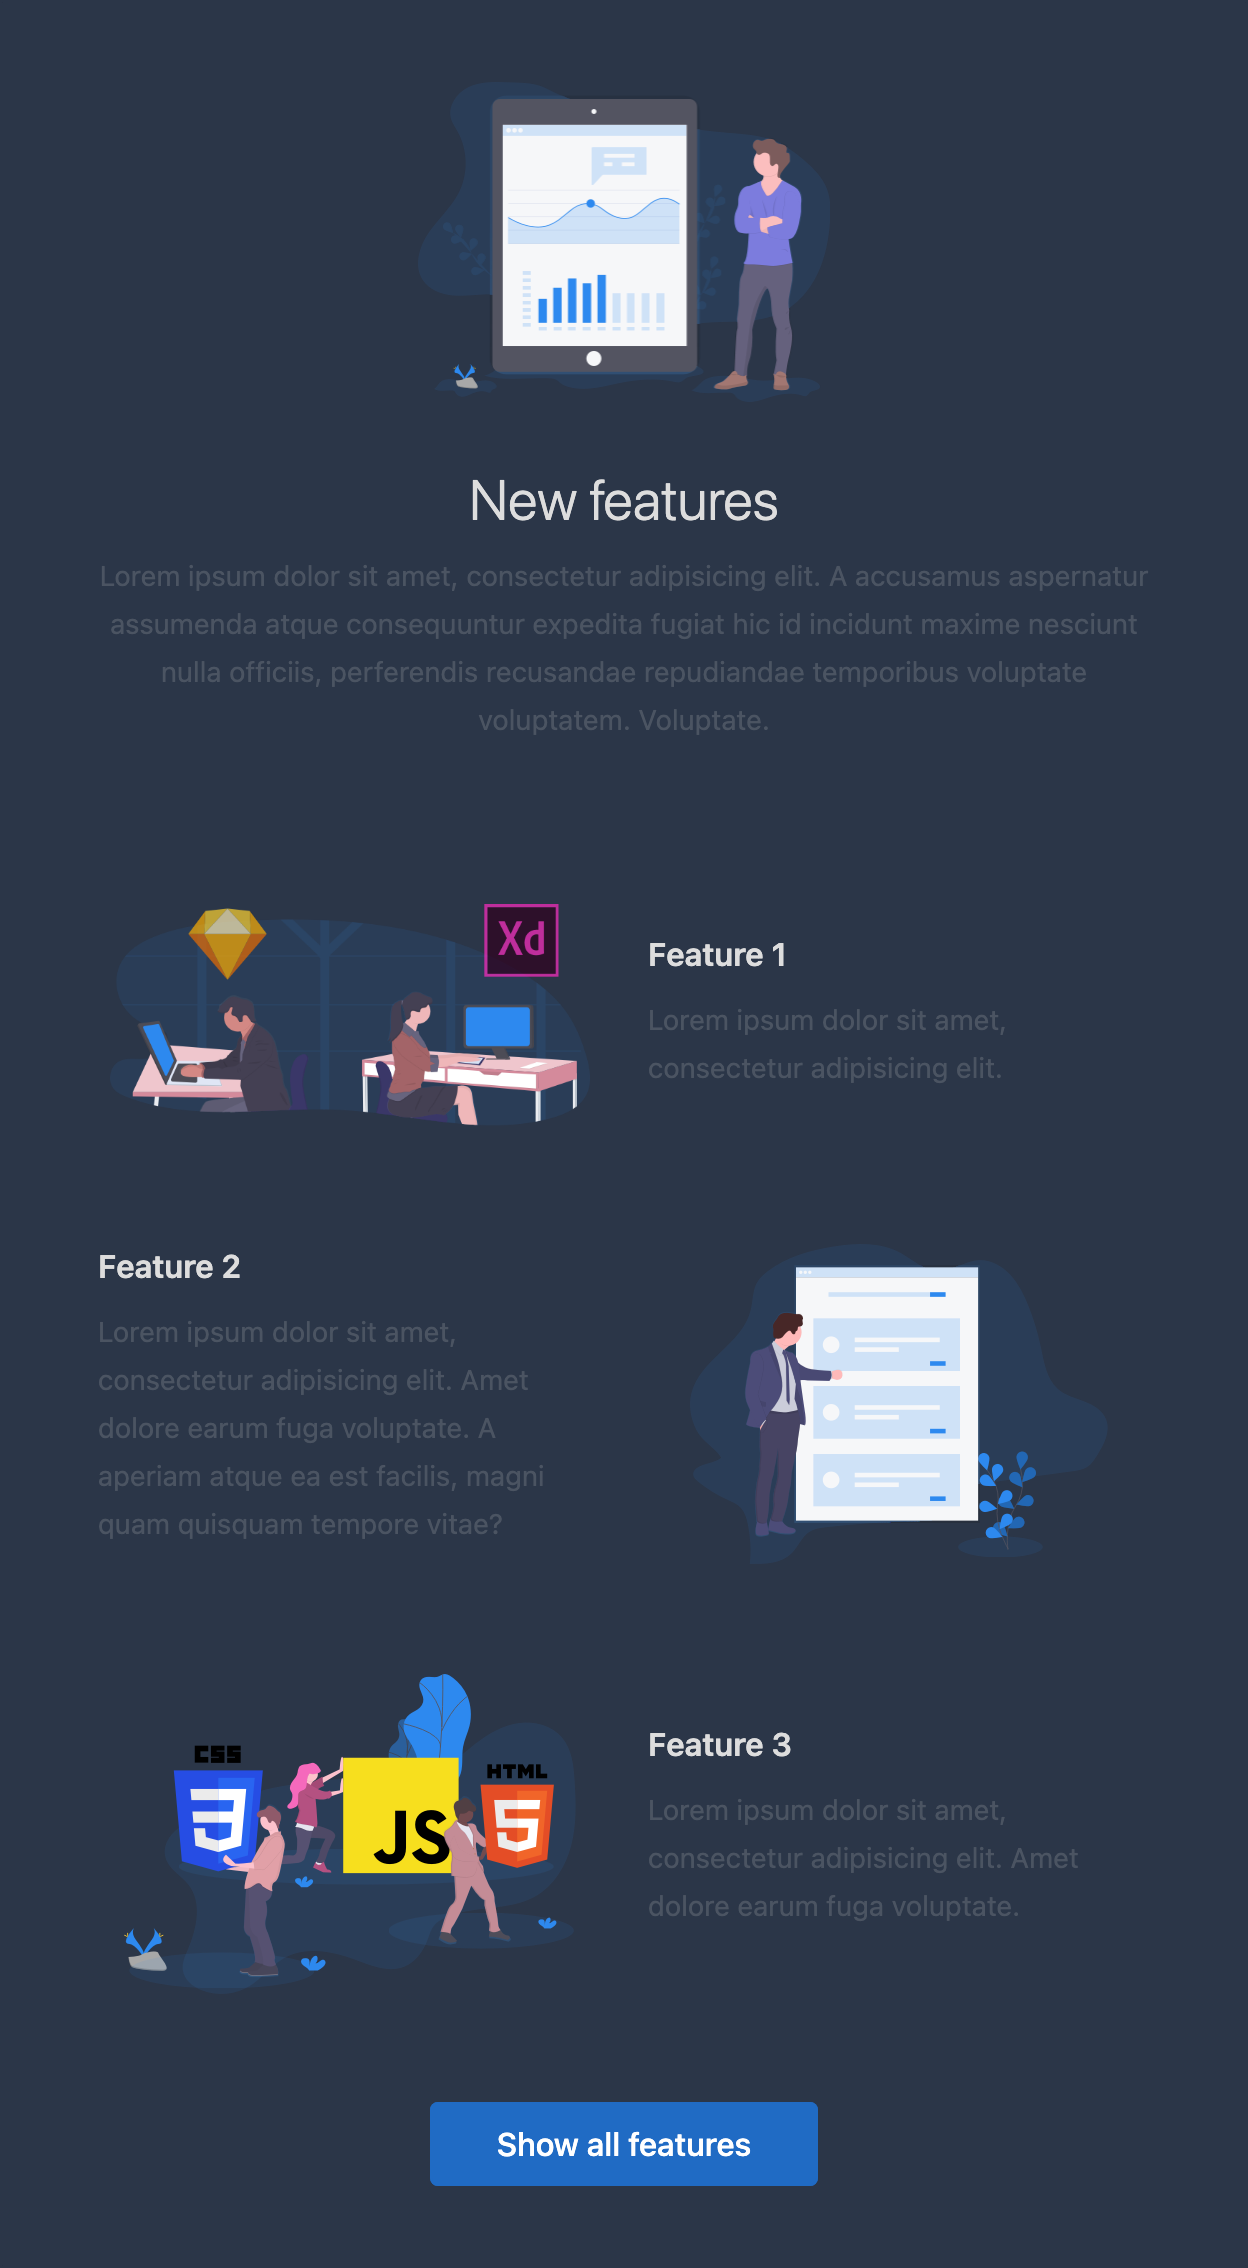 New features
Lorem ipsum dolor sit amet, consectetur adipisicing elit. A accusamus aspernatur
assumenda atque consequuntur expedita fugiat hic id incidunt maxime nesciunt
nulla officiis, perferendis recusandae repudiandae temporibus voluptate
voluptatem. Voluptate.
Xd
Feature 1
Lorem ipsum dolor sit amet,
consectetur adipisicing elit.
Feature 2
Lorem ipsum dolor sit amet,
consectetur adipisicing elit. Amet
dolore earum fuga voluptate. A
aperiam atque ea est facilis, magni
quam quisquam tempore vitae?
CSS
3
JS
HTML
5
Feature 3
Lorem ipsum dolor sit amet,
consectetur adipisicing elit. Amet
dolore earum fuga voluptate.
Show all features